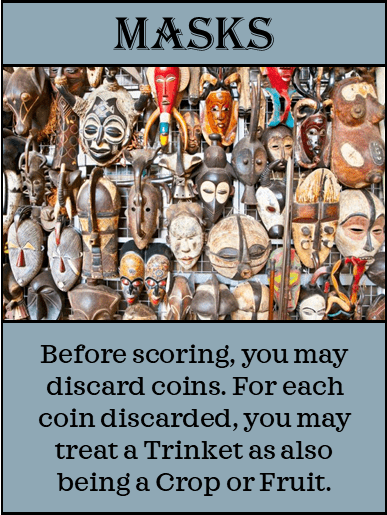 MASKS
Before scoring, you may
discard coins. For each
coin discarded, you may
treat a Trinket as also
being a Crop or Fruit.